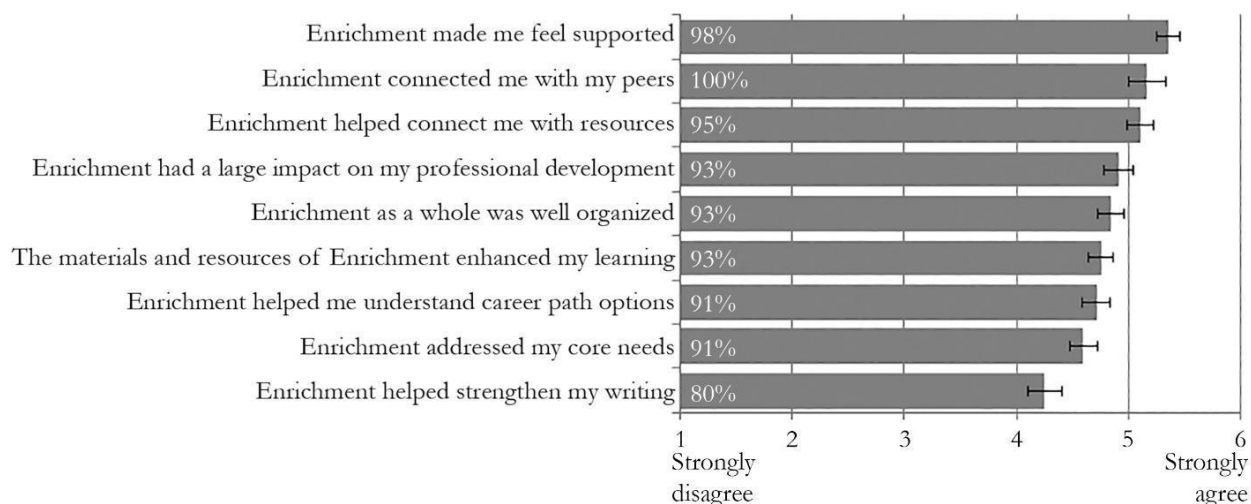 Enrichment made me feel supported 98%
Enrichment connected me with my peers 100%
Enrichment helped connect me with resources 95%
Enrichment had a large impact on my professional development 93%
Enrichment as a whole was well organized 93%
The materials and resources of Enrichment enhanced my learning 93%
Enrichment helped me understand career path options 91%
Enrichment addressed my core needs 91%
Enrichment helped strengthen my writing 80%
1 2 3 4 5 6
Strongly Strongly
disagree agree